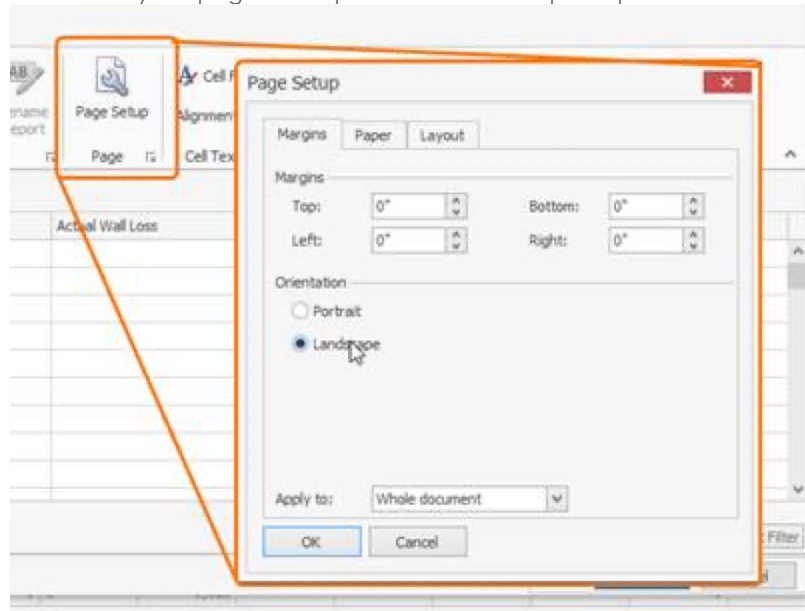 Page Setup
Cell F
Page Setup
Alignmen
Page
Cell Tex
Margins
Paper
Layout
Margins
Top:
0"
Bottom:
0"
Left:
0"
Right:
0"
Actual Wall Loss
Orientation
Portrait
Landscape
Apply to:
Whole document
OK
Cancel
Filter